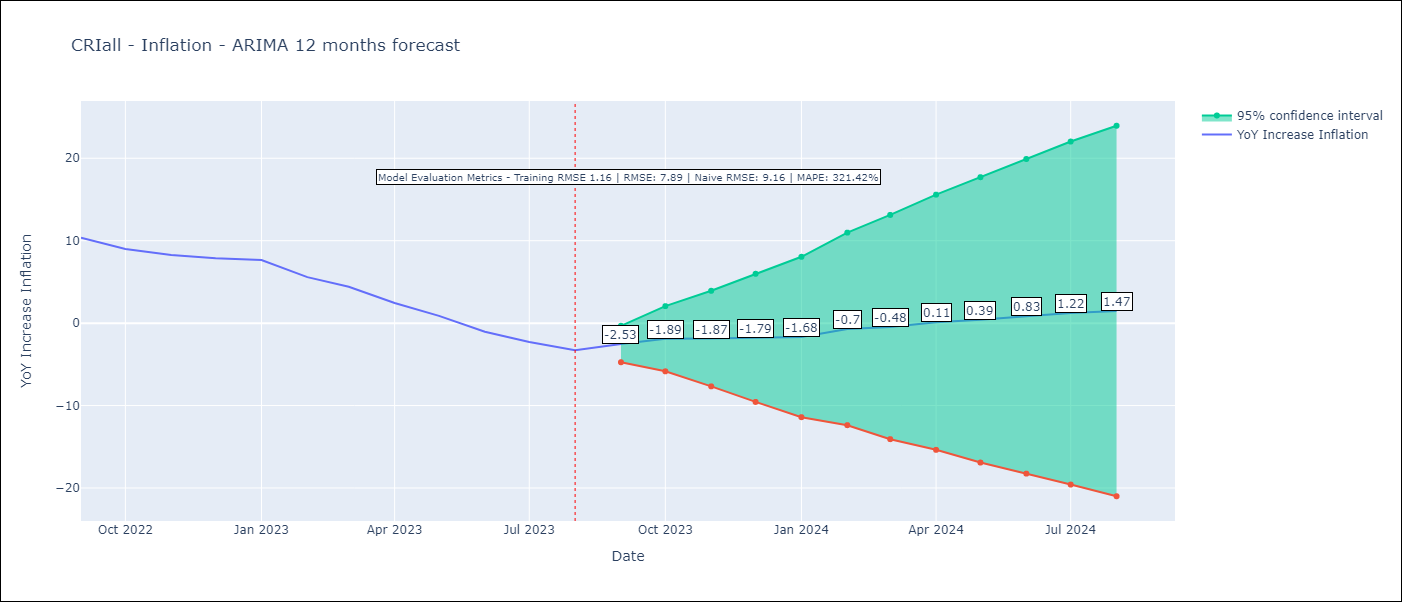 CRIall - Inflation - ARIMA 12 months forecast
95% confidence interval
YoY Increase Inflation
Model Evaluation Metrics - Training RMSE 1.16 | RMSE: 7.89 | Naive RMSE: 9.16 | MAPE: 321.42%
YoY Increase Inflation
20
10
0
−10
−20
-2.53
-1.89
-1.87
-1.79
-1.68
-0.7
-0.48
0.11
0.39
0.83
1.22
1.47
Oct 2022
Jan 2023
Apr 2023
Jul 2023
Oct 2023
Jan 2024
Apr 2024
Jul 2024
Date